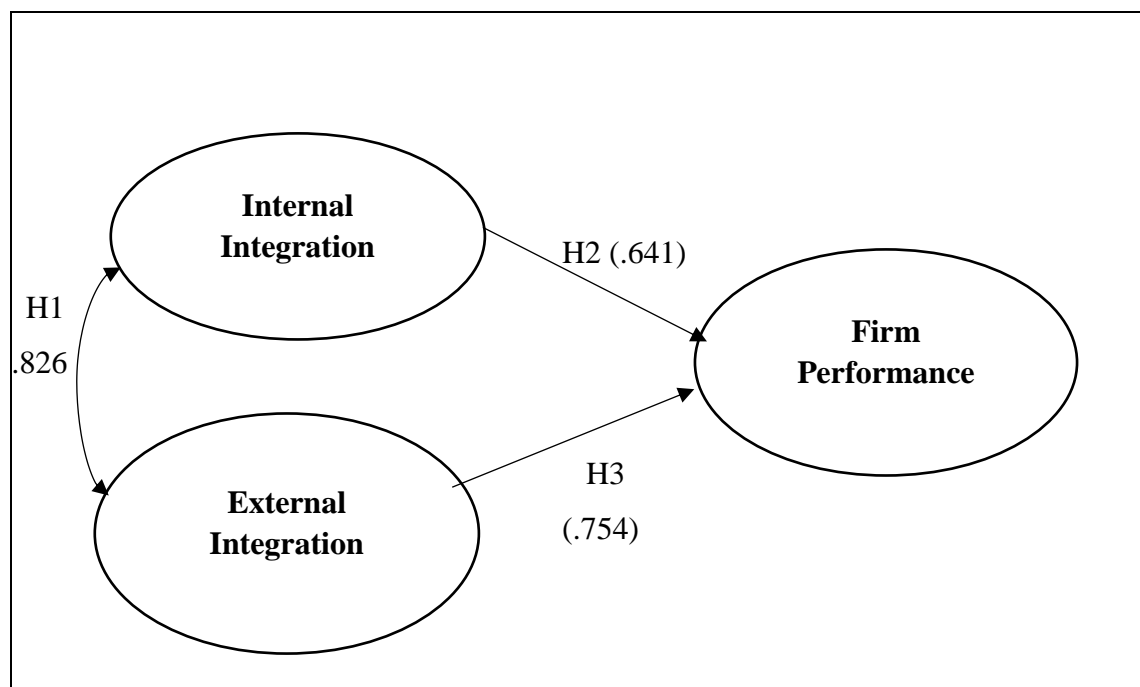 Internal
Integration
H2 (.641)
H1
.826
Firm
Performance
External
Integration
H3
(.754)